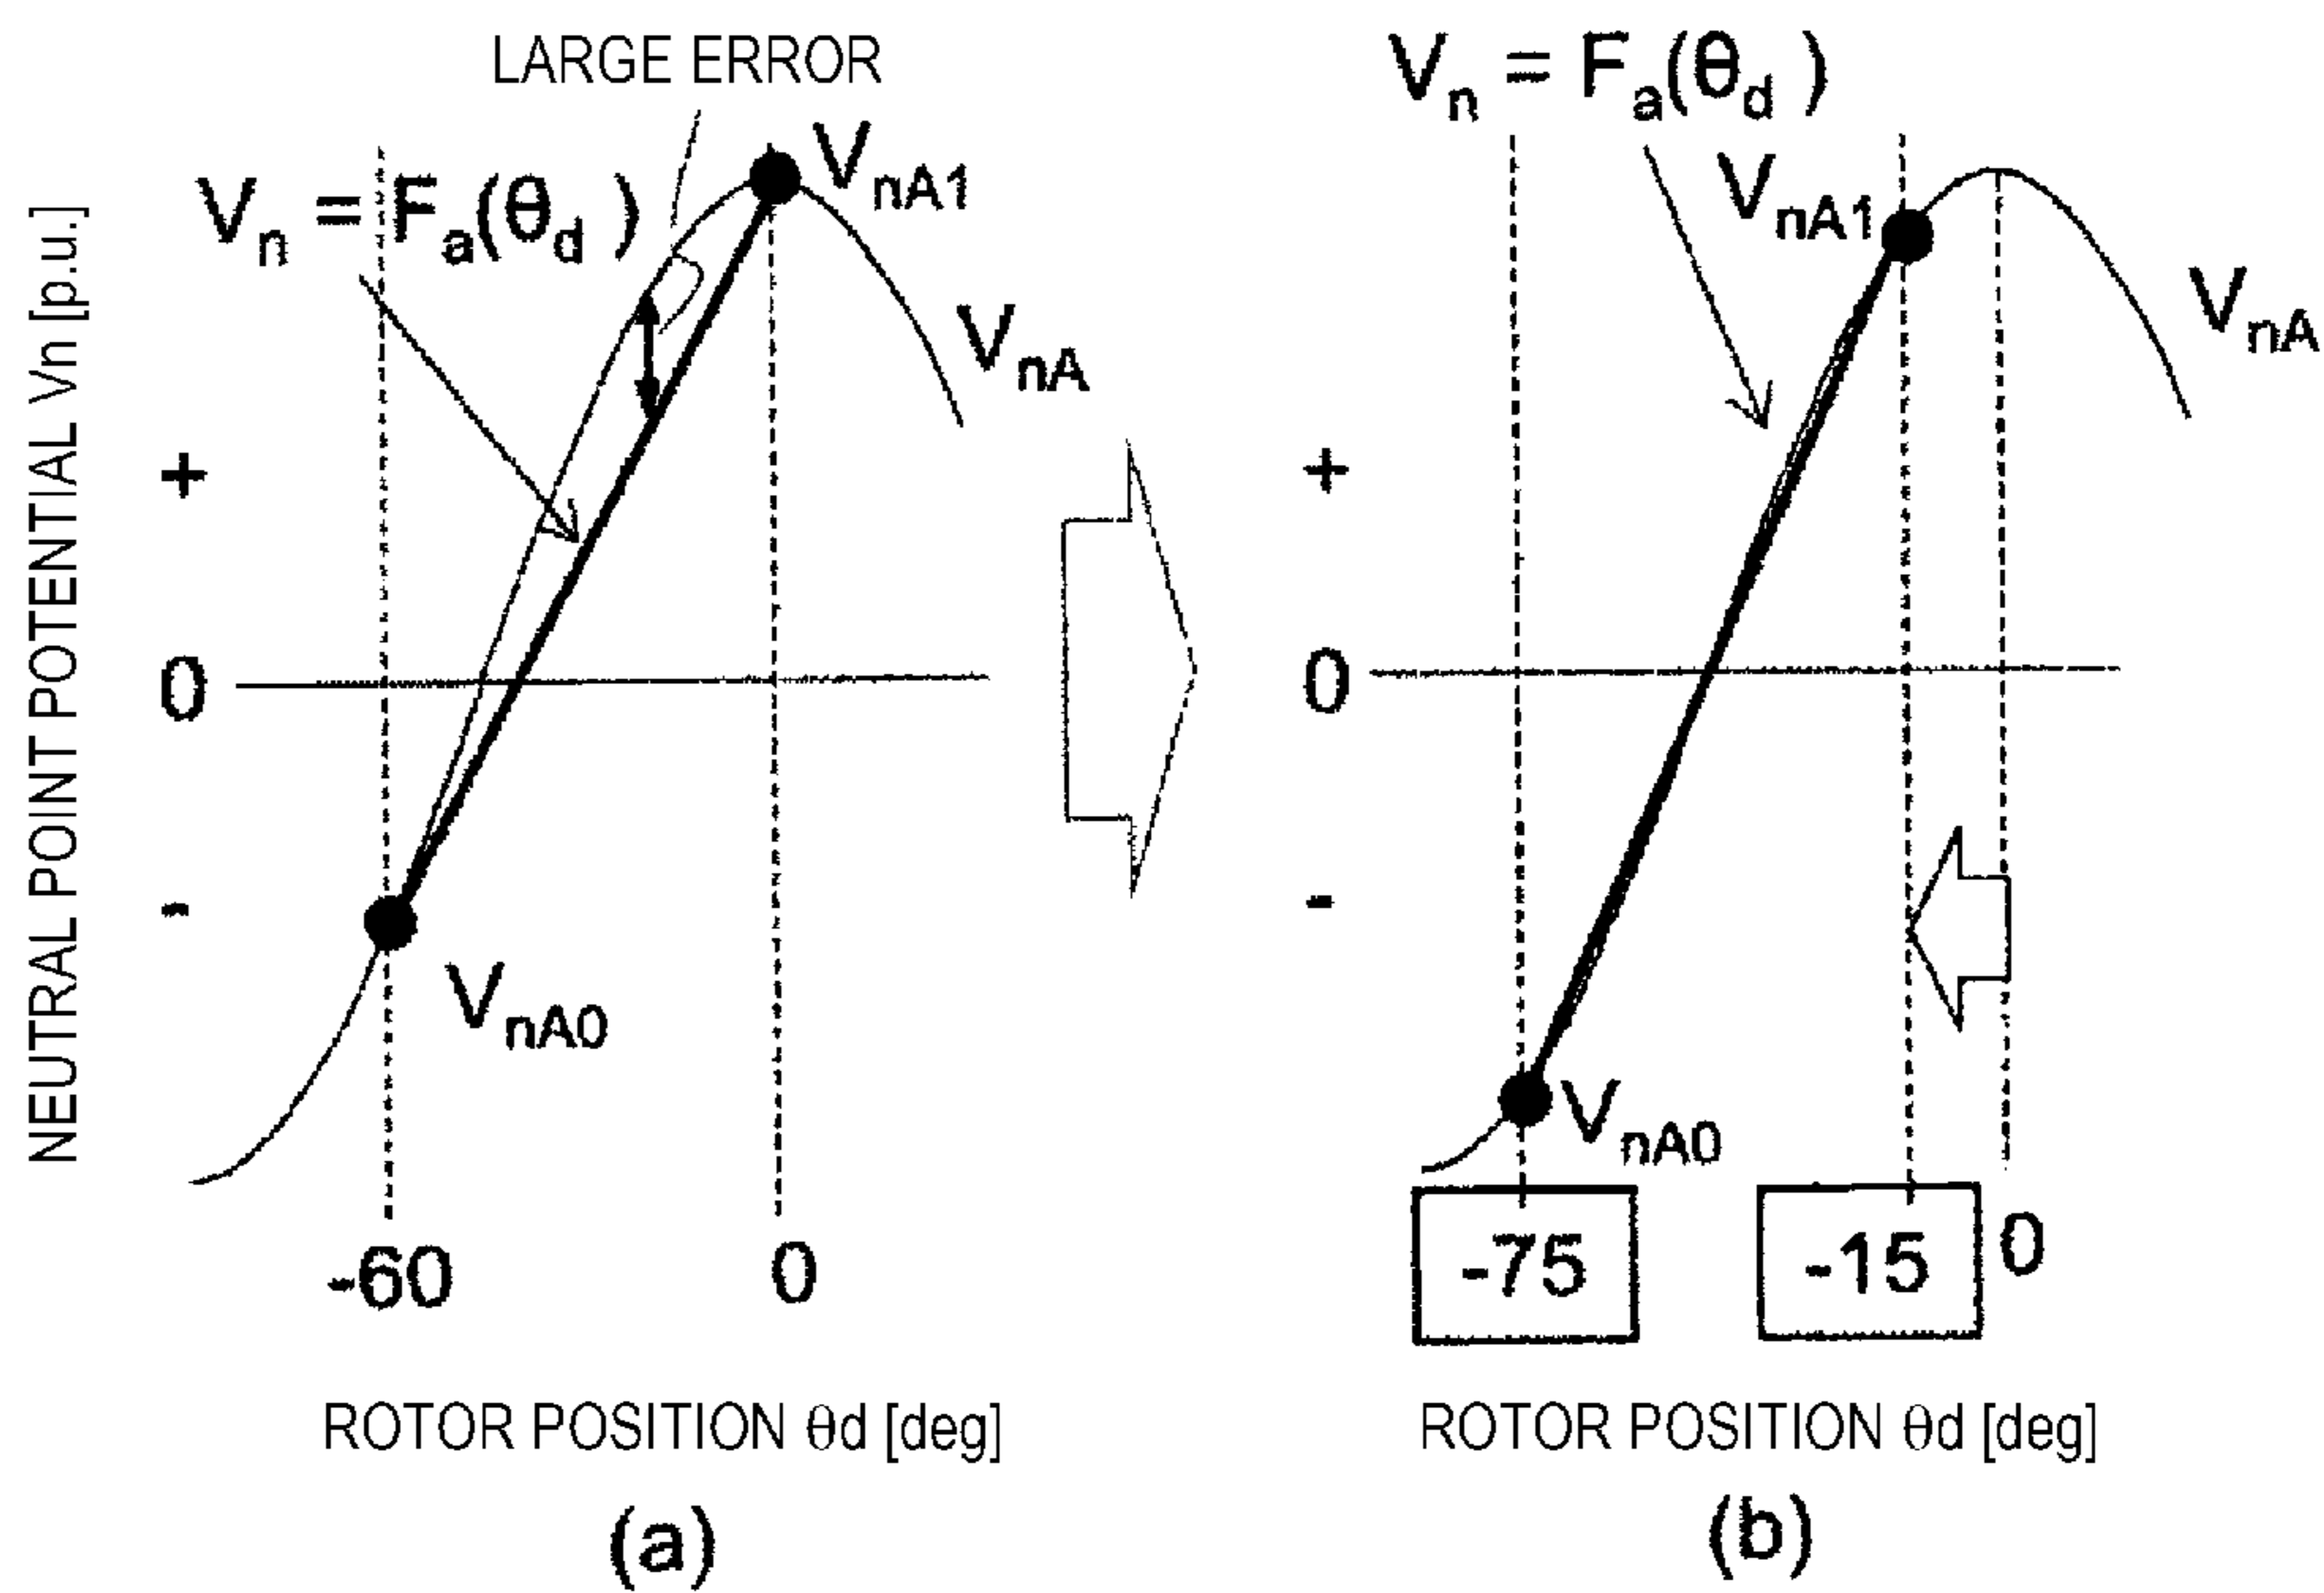 LARGE ERROR
Vn = Fa(θd)
VnA1
VnA
+
0
-
VnA0
-60
0
NEUTRAL POINT POTENTIAL Vn [p.u.]
ROTOR POSITION θd [deg]
(a)
Vn = Fa(θd )
VnA1
VnA
+
0
-
VnA0
-75
-15
0
ROTOR POSITION θd [deg]
(b)